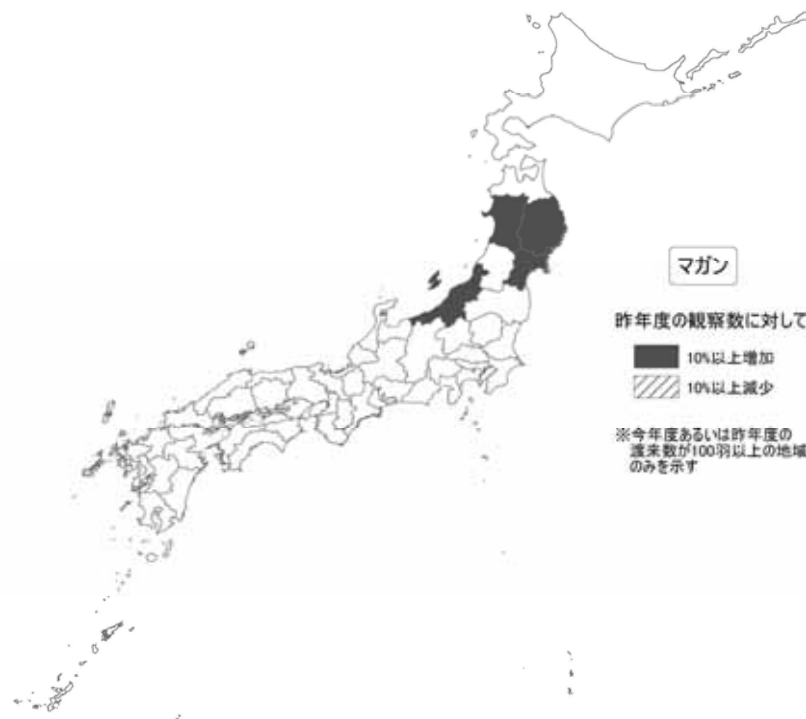 マガン
昨年度の観察数に対して
10%以上増加
10%以上減少
※今年度あるいは昨年度の
渡来数が100羽以上の地域
のみを示す